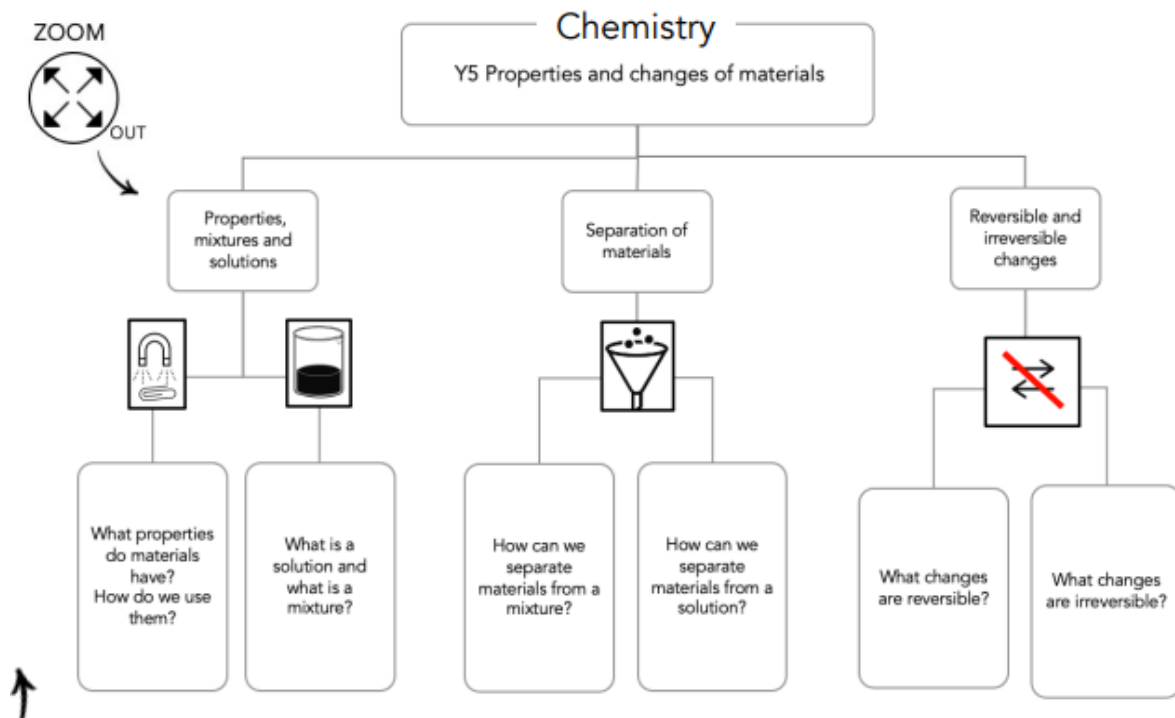 Chemistry
ZOOM
Y5 Properties and changes of materials
OUT
Properties,
mixtures and
solutions
Separation of
materials
Reversible and
irreversible
changes
What properties
do materials
have?
How do we use
them?
What is a
solution and
what is a
mixture?
How can we
separate
materials from a
mixture?
How can we
separate
materials from a
solution?
What changes
are reversible?
What changes
are irreversible?